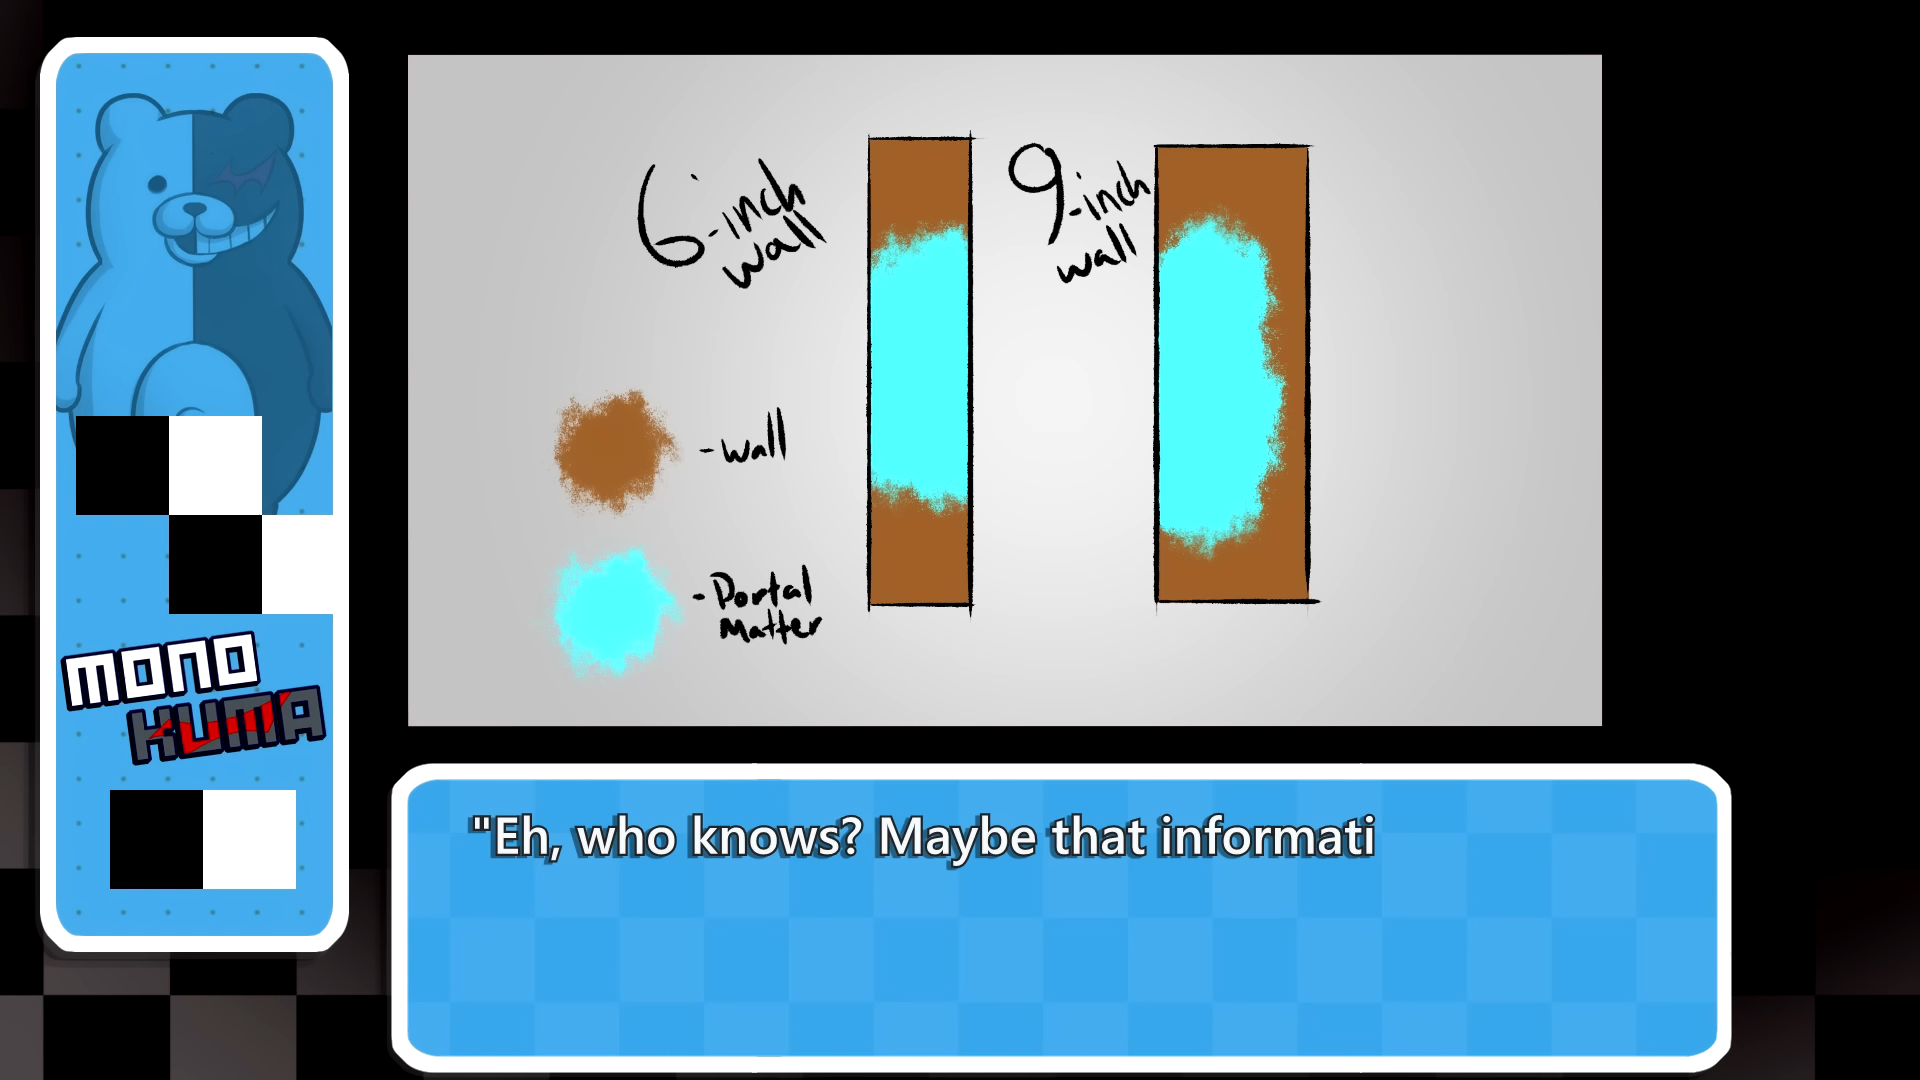 MONO
KUMA
6-inch
wall
9-inch
wall
-wall
-Portal
Matter
"Eh, who knows? Maybe that informati